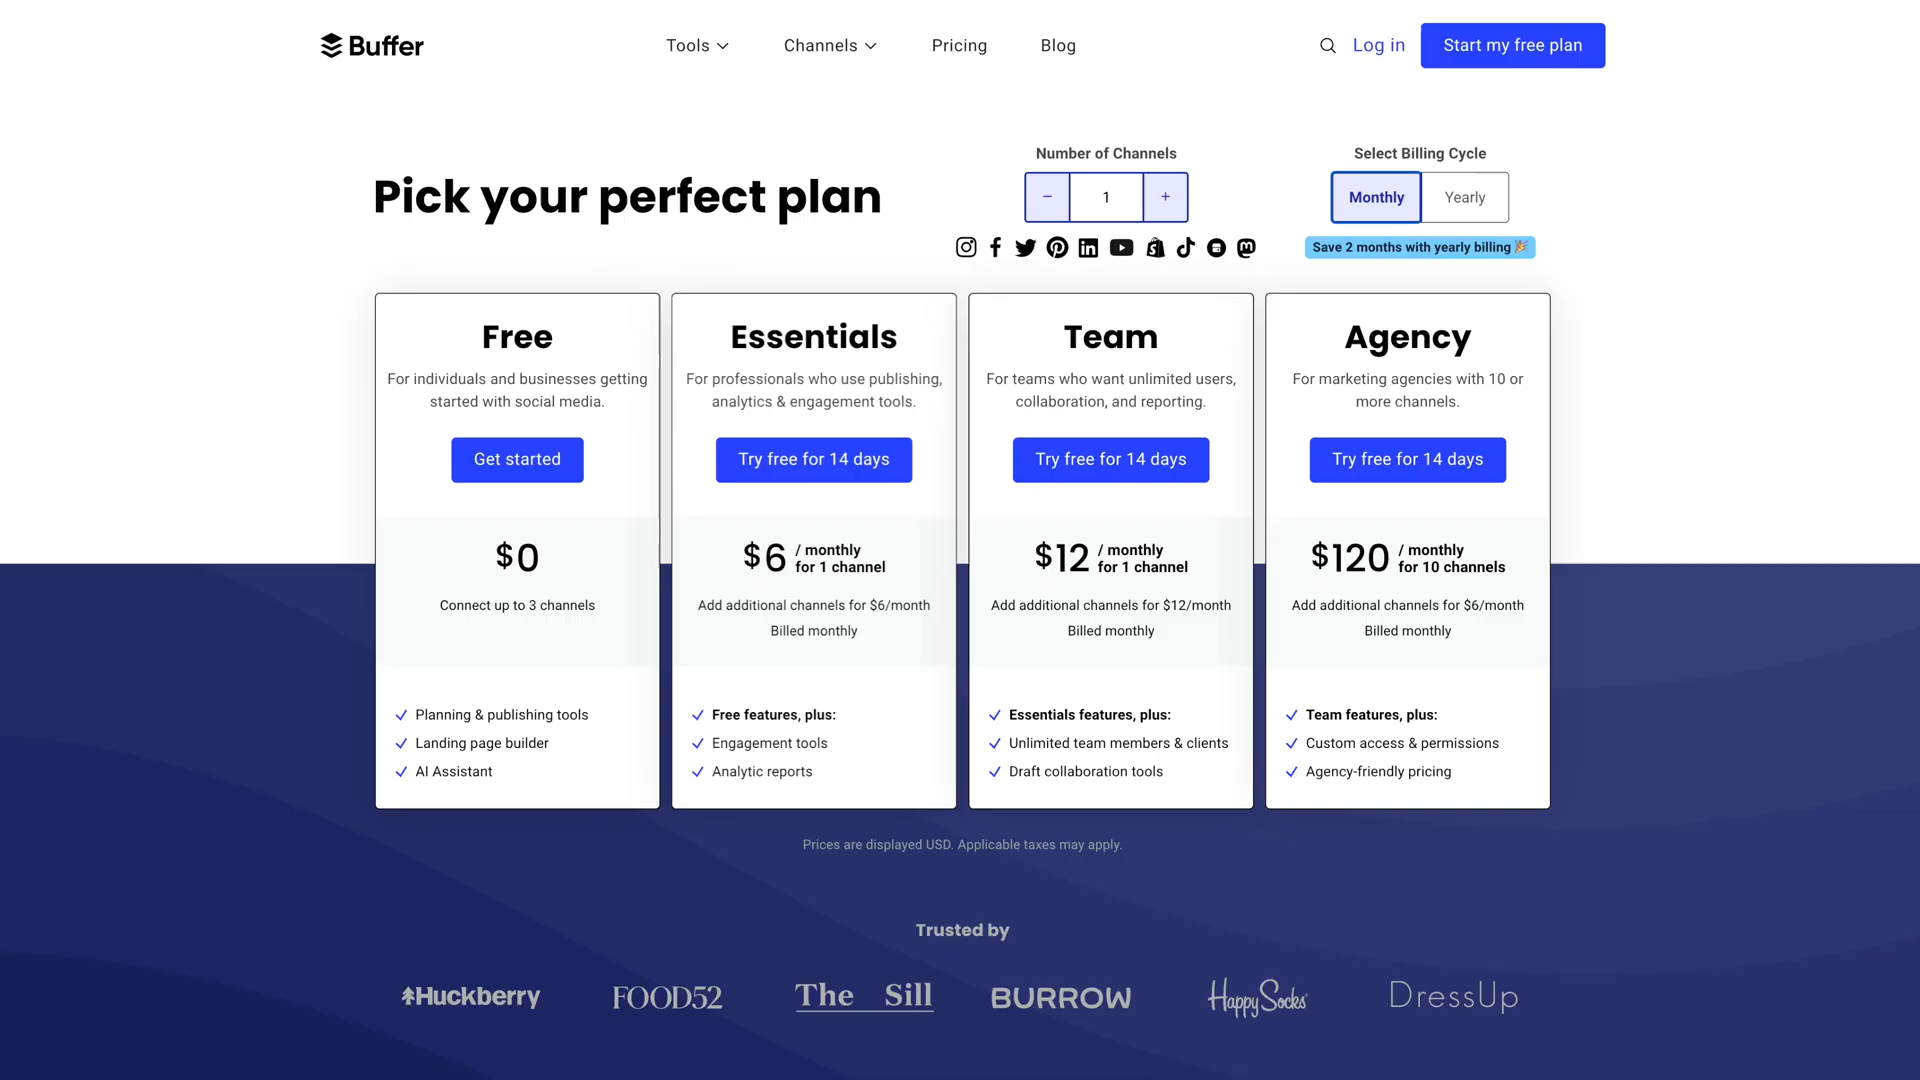 Buffer
Tools
Channels
Pricing
Blog
Log in
Start my free plan
Pick your perfect plan
Number of Channels
− 1 +
Select Billing Cycle
Monthly Yearly
Save 2 months with yearly billing 🎉
Free
For individuals and businesses getting
started with social media.
Get started
$0
Connect up to 3 channels
Planning & publishing tools
Landing page builder
AI Assistant
Essentials
For professionals who use publishing,
analytics & engagement tools.
Try free for 14 days
$6 / monthly
for 1 channel
Add additional channels for $6/month
Billed monthly
Free features, plus:
Engagement tools
Analytic reports
Team
For teams who want unlimited users,
collaboration, and reporting.
Try free for 14 days
$12 / monthly
for 1 channel
Add additional channels for $12/month
Billed monthly
Essentials features, plus:
Unlimited team members & clients
Draft collaboration tools
Agency
For marketing agencies with 10 or
more channels.
Try free for 14 days
$120 / monthly
for 10 channels
Add additional channels for $6/month
Billed monthly
Team features, plus:
Custom access & permissions
Agency-friendly pricing
Prices are displayed USD. Applicable taxes may apply.
Trusted by
Huckberry
FOOD52
The Sill
BURROW
Happy Socks
DressUp